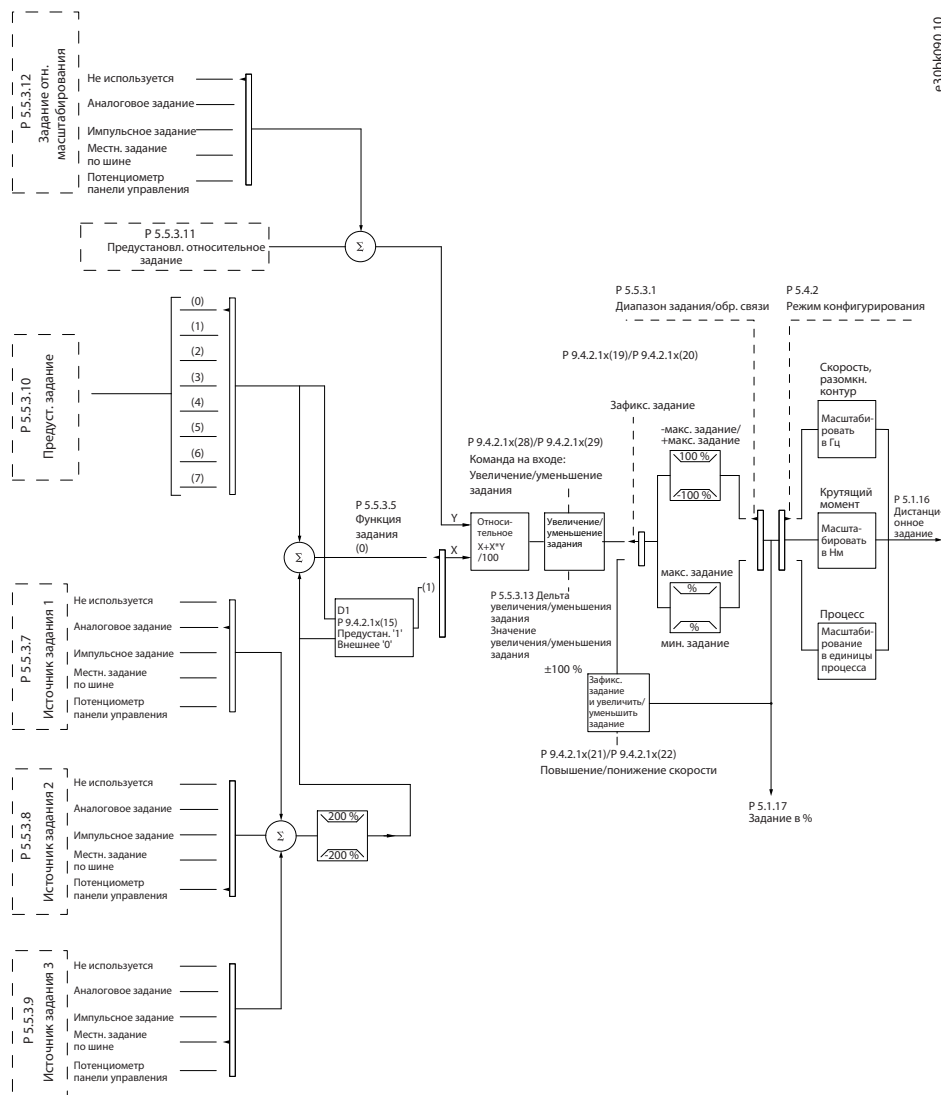 e30bk090.10
P 5.5.3.12
Задание отн.
масштабирования
Не используется
Аналоговое задание
Импульсное задание
Местн. задание
по шине
Потенциометр
панели управления
P 5.5.3.11
Предустановл. относительное
задание
Σ
P 5.5.3.10
Предуст. задание
(0)
(1)
(2)
(3)
(4)
(5)
(6)
(7)
P 5.5.3.7
Источник задания 1
Не используется
Аналоговое задание
Импульсное задание
Местн. задание
по шине
Потенциометр
панели управления
P 5.5.3.8
Источник задания 2
Не используется
Аналоговое задание
Импульсное задание
Местн. задание
по шине
Потенциометр
панели управления
P 5.5.3.9
Источник задания 3
Не используется
Аналоговое задание
Импульсное задание
Местн. задание
по шине
Потенциометр
панели управления
Σ
200 %
-200 %
Σ
P 5.5.3.5
Функция
задания
(0)
(1)
D1
P 9.4.2.1x(15)
Предустан. '1'
Внешнее '0'
Y
X
Относи-
тельное
X+X*Y
/100
P 9.4.2.1x(28)/P 9.4.2.1x(29)
Команда на входе:
Увеличение/уменьшение
задания
Увеличение/
уменьшение
задания
P 5.5.3.13 Дельта
увеличения/уменьшения
задания
Значение
увеличения/уменьшения
задания
±100 %
P 9.4.2.1x(19)/P 9.4.2.1x(20)
Зафикс. задание
Зафикс.
задание
и увеличить/
уменьшить
задание
P 9.4.2.1x(21)/P 9.4.2.1x(22)
Повышение/понижение скорости
P 5.5.3.1
Диапазон задания/обр. связи
-макс. задание/
+макс. задание
100 %
-100 %
макс. задание
%
%
мин. задание
P 5.4.2
Режим конфигурирования
Скорость,
разомкн.
контур
Масштаби-
ровать
в Гц
Крутящий
момент
Масшта-
бировать
в Нм
Процесс
Масштаби-
рование
в единицы
процесса
P 5.1.16
Дистанци-
онное
задание
P 5.1.17
Задание в %